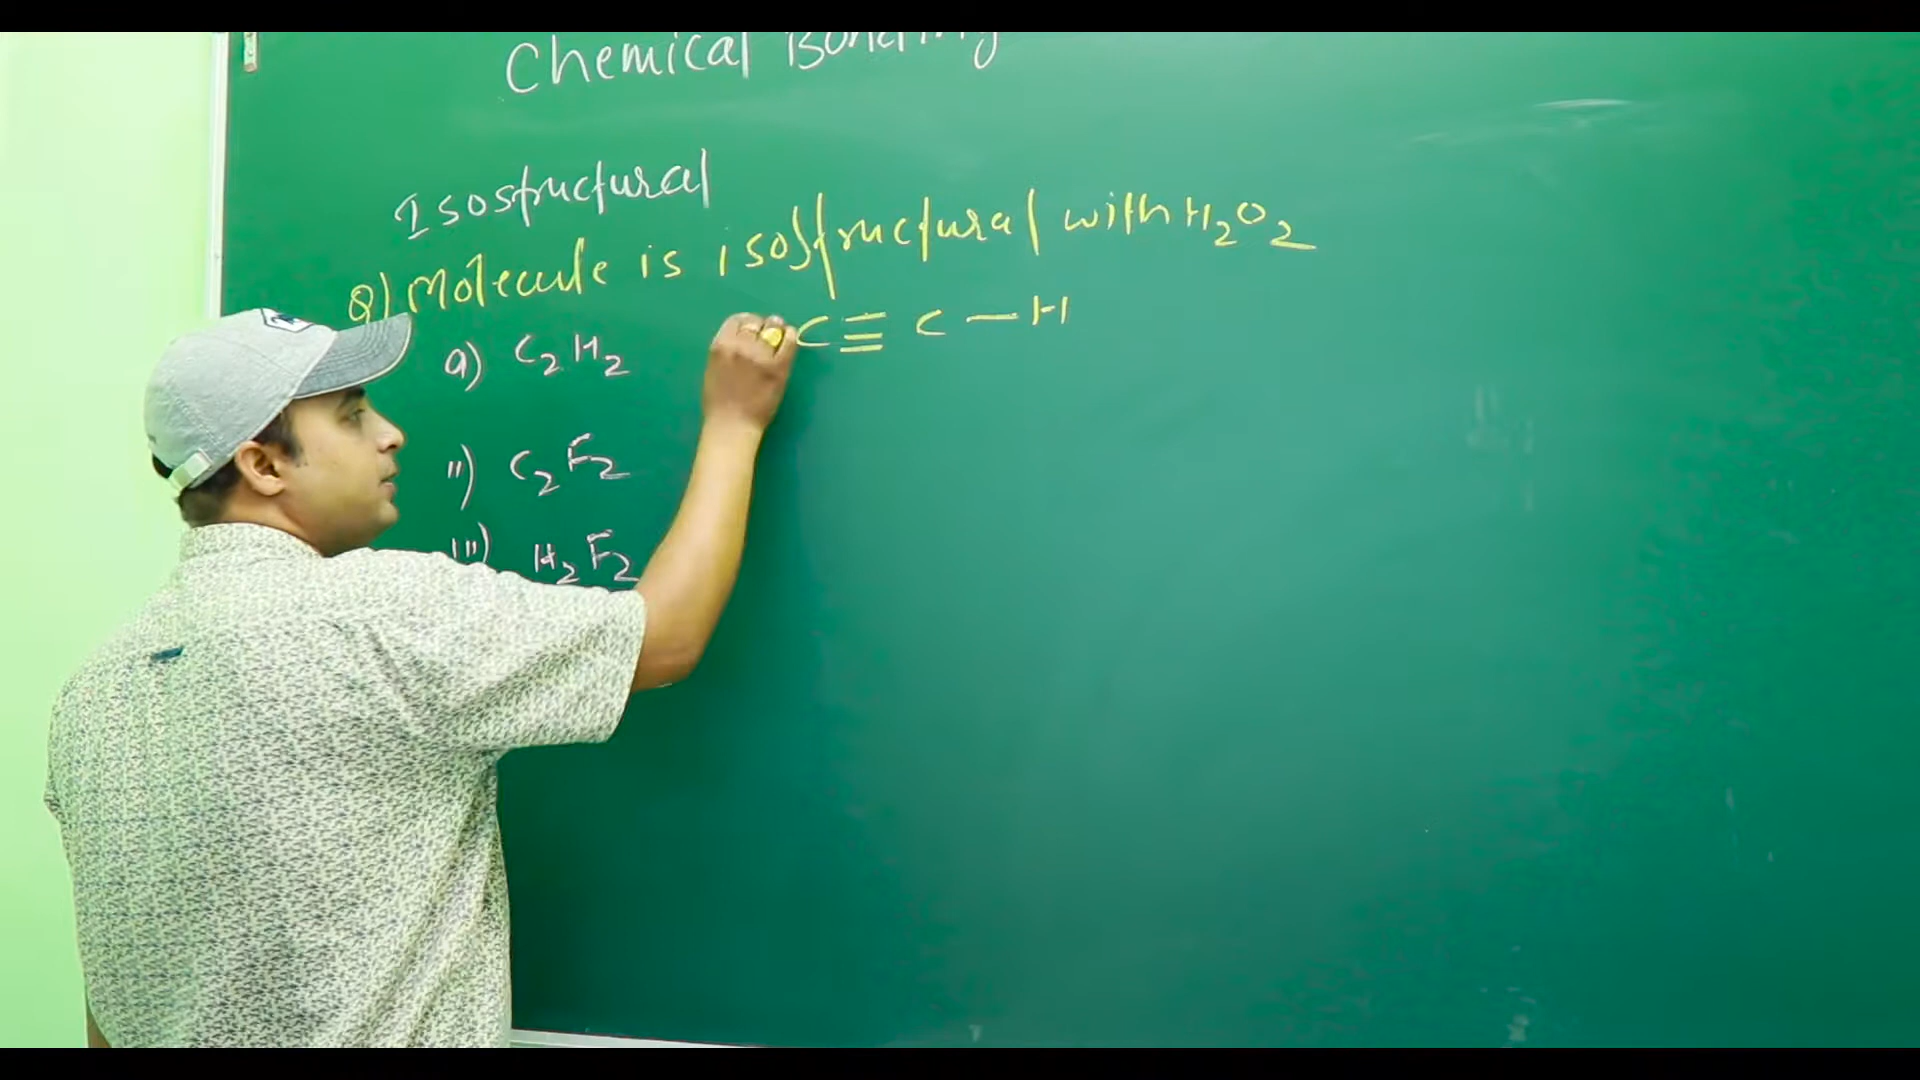 Chemical Bonding
Isostructural
Q) Molecule is isostructural with H₂O₂
a) C₂H₂
C≡C—H
ii) C₂F₂
iii) H₂F₂